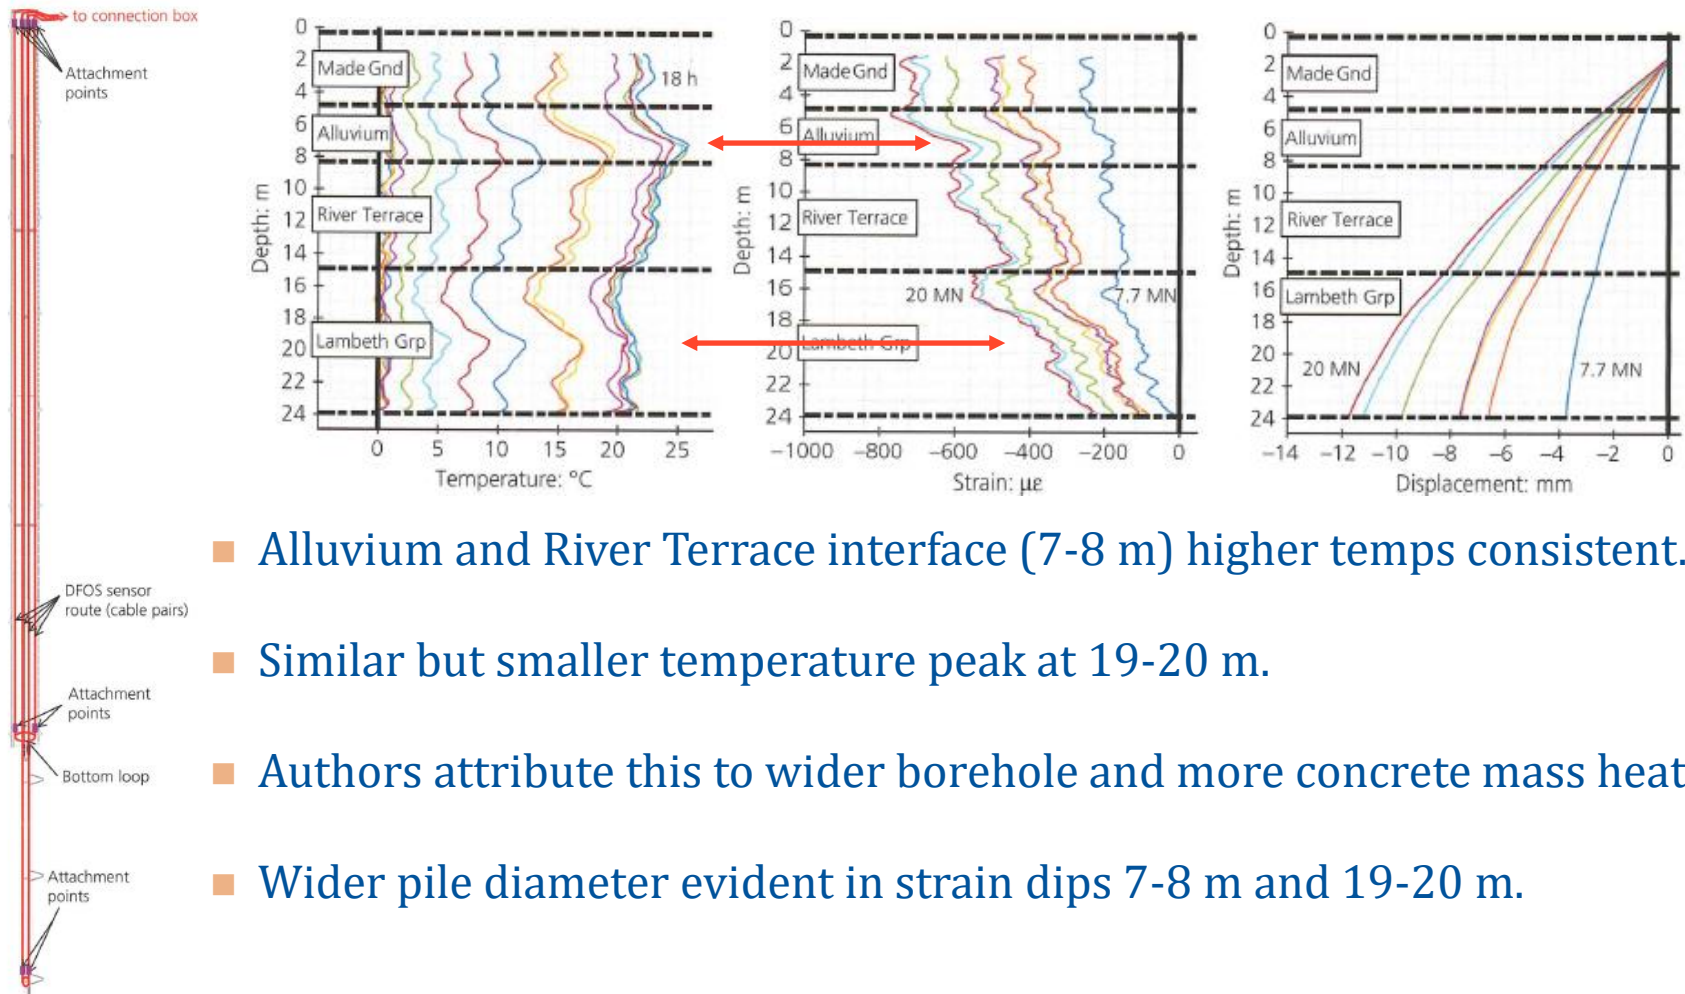 to connection box
Attachment
points
DFOS sensor
route (cable pairs)
Attachment
points
Bottom loop
Attachment
points
0
2
4
6
8
10
12
14
16
18
20
22
24
Depth: m
Made Gnd
Alluvium
River Terrace
Lambeth Grp
18 h
0
5
10
15
20
25
Temperature: °C
0
2
4
6
8
10
12
14
16
18
20
22
24
Depth: m
Made Gnd
Alluvium
River Terrace
Lambeth Grp
20 MN
7.7 MN
−1000
−800
−600
−400
−200
0
Strain: µε
0
2
4
6
8
10
12
14
16
18
20
22
24
Depth: m
Made Gnd
Alluvium
River Terrace
Lambeth Grp
20 MN
7.7 MN
−14
−12
−10
−8
−6
−4
−2
0
Displacement: mm
Alluvium and River Terrace interface (7-8 m) higher temps consistent.
Similar but smaller temperature peak at 19-20 m.
Authors attribute this to wider borehole and more concrete mass heat
Wider pile diameter evident in strain dips 7-8 m and 19-20 m.